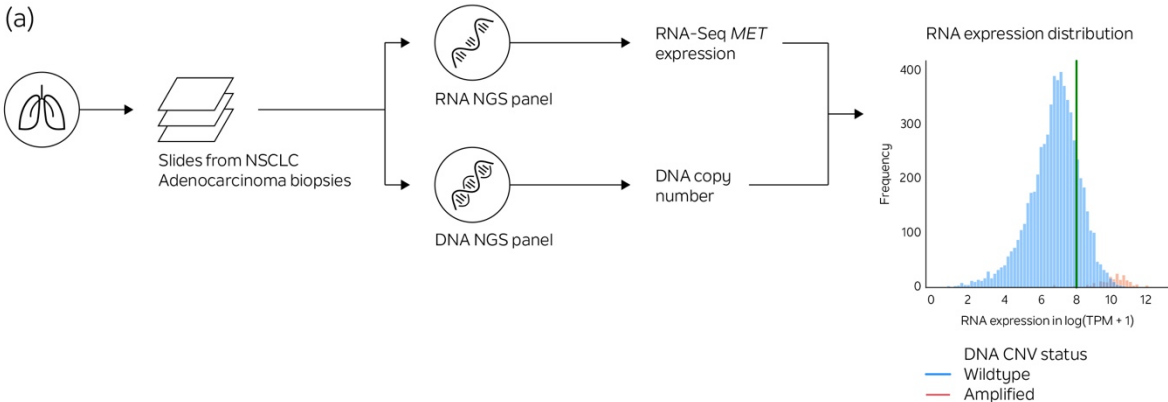 (a)
Slides from NSCLC
Adenocarcinoma biopsies
RNA NGS panel
DNA NGS panel
RNA-Seq MET
expression
DNA copy
number
RNA expression distribution
Frequency
400
300
200
100
0
0 2 4 6 8 10 12
RNA expression in log(TPM + 1)
DNA CNV status
Wildtype
Amplified